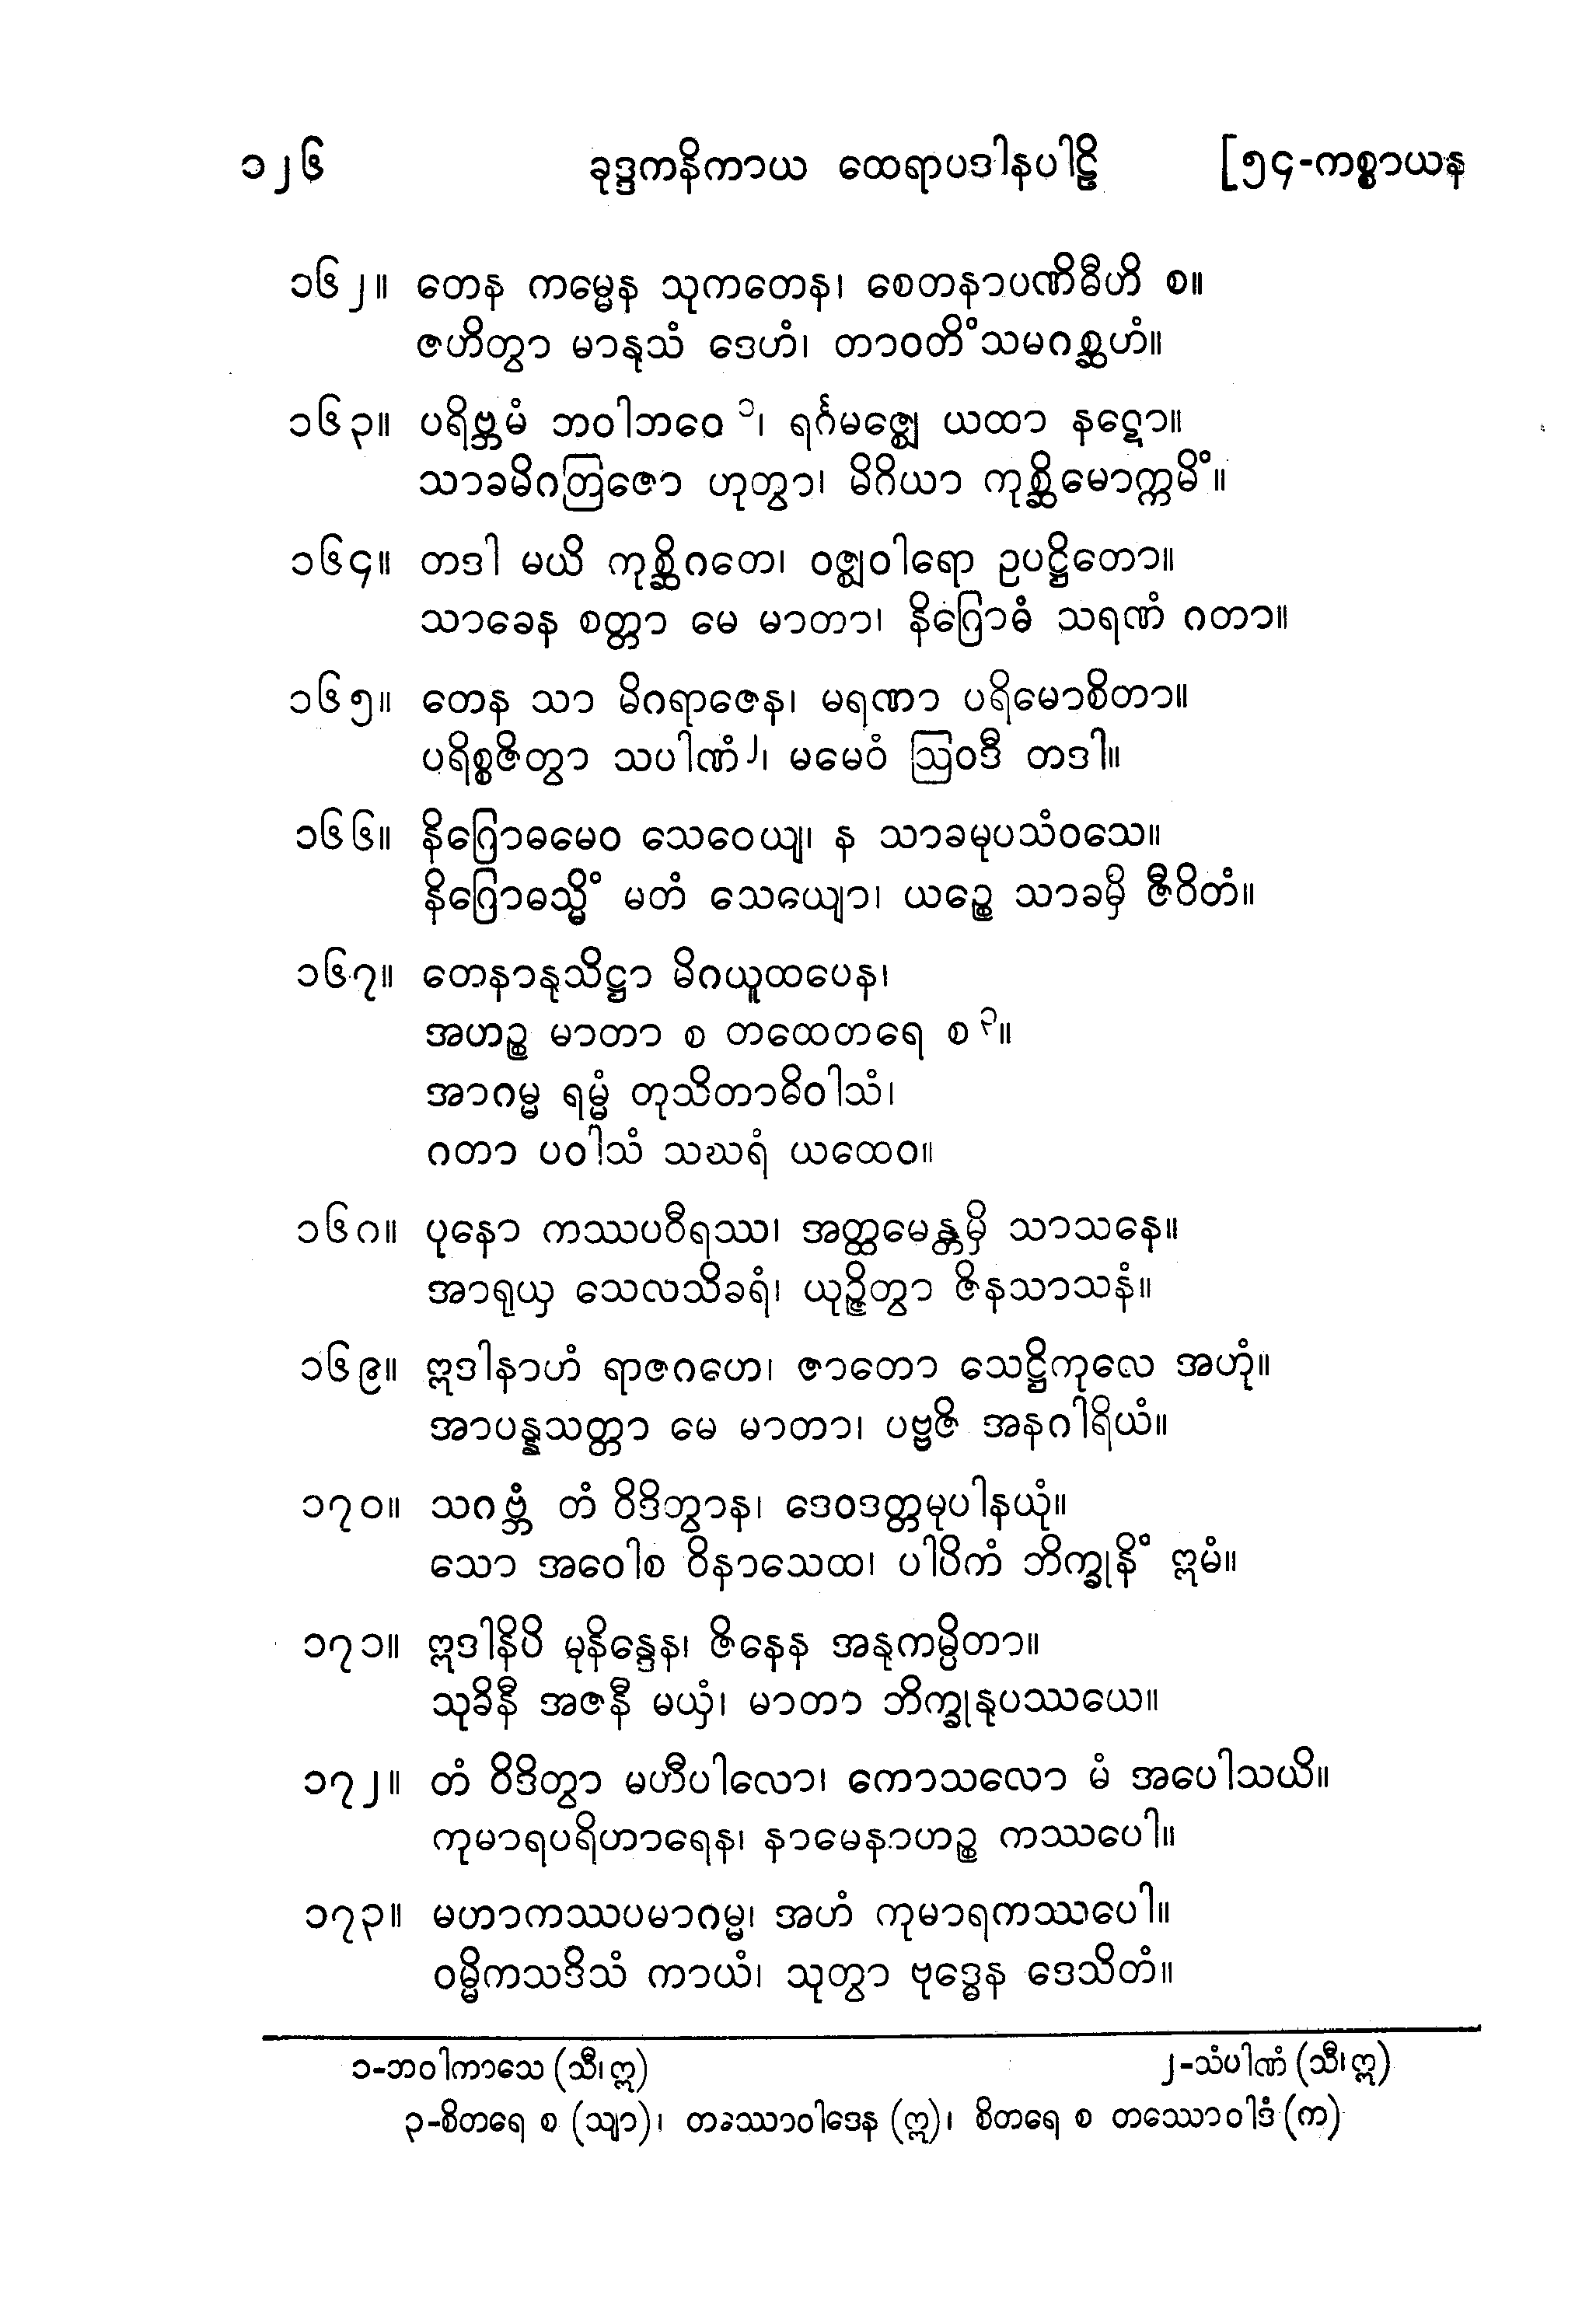 ၁၂၆ ခုဒ္ဒကနိကာယ ထေရာပဒါနပါဠိ [၅၄-ကစ္စာယန
၁၆၂။ တေန ကမ္မေန သုကတေန၊ စေတနာပဏိဓီဟိ စ။
ဇဟိတွာ မာနုသံ ဒေဟံ၊ တာဝတိံသမဂစ္ဆဟံ။
၁၆၃။ ပရိဗ္ဘမံ ဘဝါဘဝေ ၁၊ ရင်္ဂမဇ္ဈေ ယထာ နဋော။
သာခမိဂတြဇော ဟုတွာ၊ မိဂိယာ ကုစ္ဆိမောက္ကမိံ။
၁၆၄။ တဒါ မယိ ကုစ္ဆိဂတေ၊ ဝဇ္ဈဝါရော ဥပဋ္ဌိတော။
သာခေန စတ္တာ မေ မာတာ၊ နိဂြောဓံ သရဏံ ဂတာ။
၁၆၅။ တေန သာ မိဂရာဇေန၊ မရဏာ ပရိမောစိတာ။
ပရိစ္စဇိတွာ သပါဏံ၂၊ မမေဝံ ဩဝဒီ တဒါ။
၁၆၆။ နိဂြောဓမေဝ သေဝေယျ၊ န သာခမုပသံဝသေ။
နိဂြောဓသ္မိံ မတံ သေယျော၊ ယဉ္စေ သာခမှိ ဇီဝိတံ။
၁၆၇။ တေနာနုသိဋ္ဌာ မိဂယူထပေန၊
အဟဉ္စ မာတာ စ တထေတရေ စ ၃။
အာဂမ္မ ရမ္မံ တုသိတာဓိဝါသံ၊
ဂတာ ပဝါသံ သဃရံ ယထေဝ။
၁၆၈။ ပုနော ကဿပဝီရဿ၊ အတ္ထမေန္တမှိ သာသနေ။
အာရုယှ သေလသိခရံ၊ ယုဉ္ဇိတွာ ဇိနသာသနံ။
၁၆၉။ ဣဒါနာဟံ ရာဇဂဟေ၊ ဇာတော သေဋ္ဌိကုလေ အဟုံ။
အာပန္နသတ္တာ မေ မာတာ၊ ပဗ္ဗဇိ အနဂါရိယံ။
၁၇၀။ သဂဗ္ဘံ တံ ဝိဒိတွာန၊ ဒေဝဒတ္တမုပါနယုံ။
သော အဝေါစ ဝိနာသေထ၊ ပါပိကံ ဘိက္ခုနိံ ဣမံ။
၁၇၁။ ဣဒါနိပိ မုနိန္ဒေန၊ ဇိနေန အနုကမ္ပိတာ။
သုခိနီ အဇနီ မယှံ၊ မာတာ ဘိက္ခုနုပဿယေ။
၁၇၂။ တံ ဝိဒိတွာ မဟီပါလော၊ ကောသလော မံ အပေါသယိ။
ကုမာရပရိဟာရေန၊ နာမေနာဟဉ္စ ကဿပေါ။
၁၇၃။ မဟာကဿပမာဂမ္မ၊ အဟံ ကုမာရကဿပေါ။
ဝမ္မိကသဒိသံ ကာယံ၊ သုတွာ ဗုဒ္ဓေန ဒေသိတံ။
၁-ဘဝါကာသေ (သီ၊ ဣ) ၂-သံပါဏံ (သီ၊ ဣ)
၃-စိတရေ စ (သျာ)၊ တဿောဝါဒေန (ဣ)၊ စိတရေ စ တဿောဝါဒံ (က)